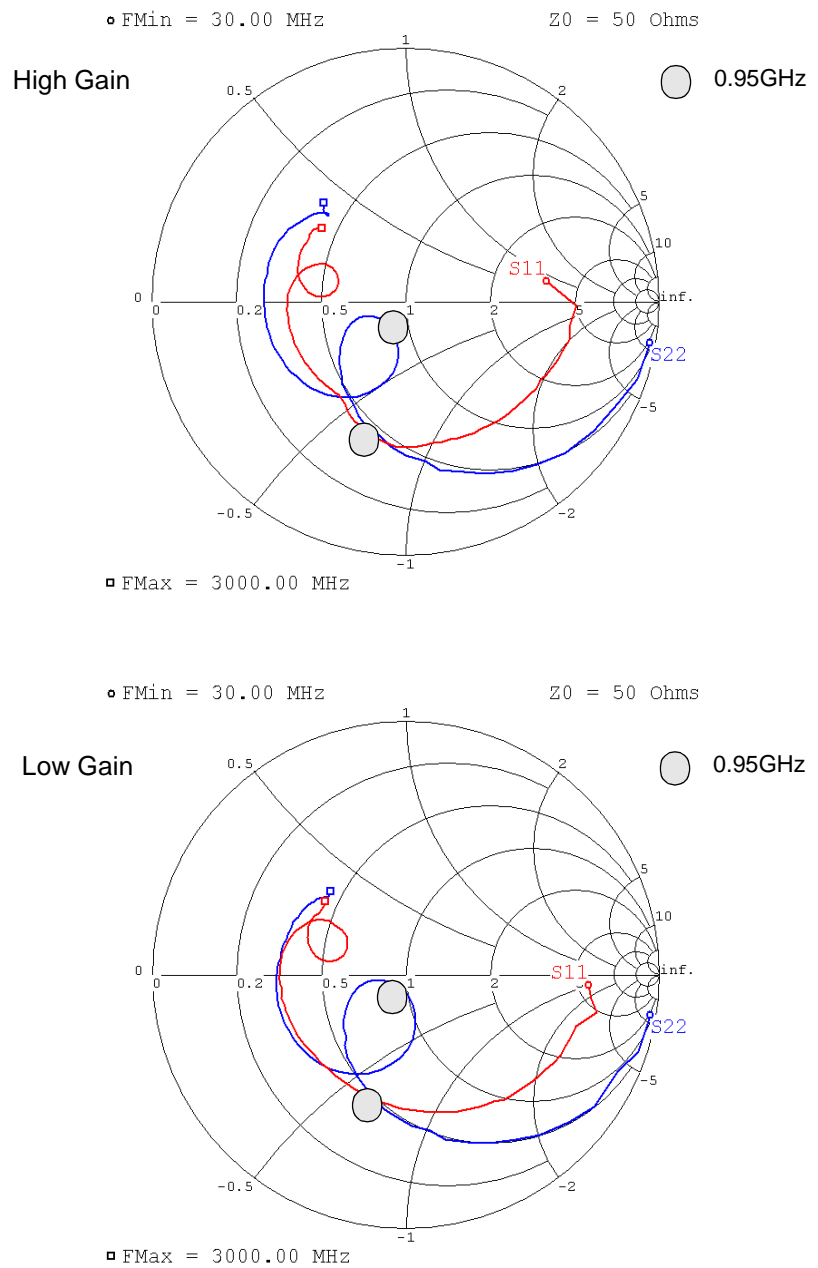 FMin = 30.00 MHz Z0 = 50 Ohms
High Gain
0.95GHz
1
0.5 2
5
10
S11
0 0 0.2 0.5 1 2 5 inf.
S22
-5
-0.5 -2
-1
FMax = 3000.00 MHz
FMin = 30.00 MHz Z0 = 50 Ohms
Low Gain
0.95GHz
1
0.5 2
5
10
S11
0 0 0.2 0.5 1 2 5 inf.
S22
-5
-0.5 -2
-1
FMax = 3000.00 MHz